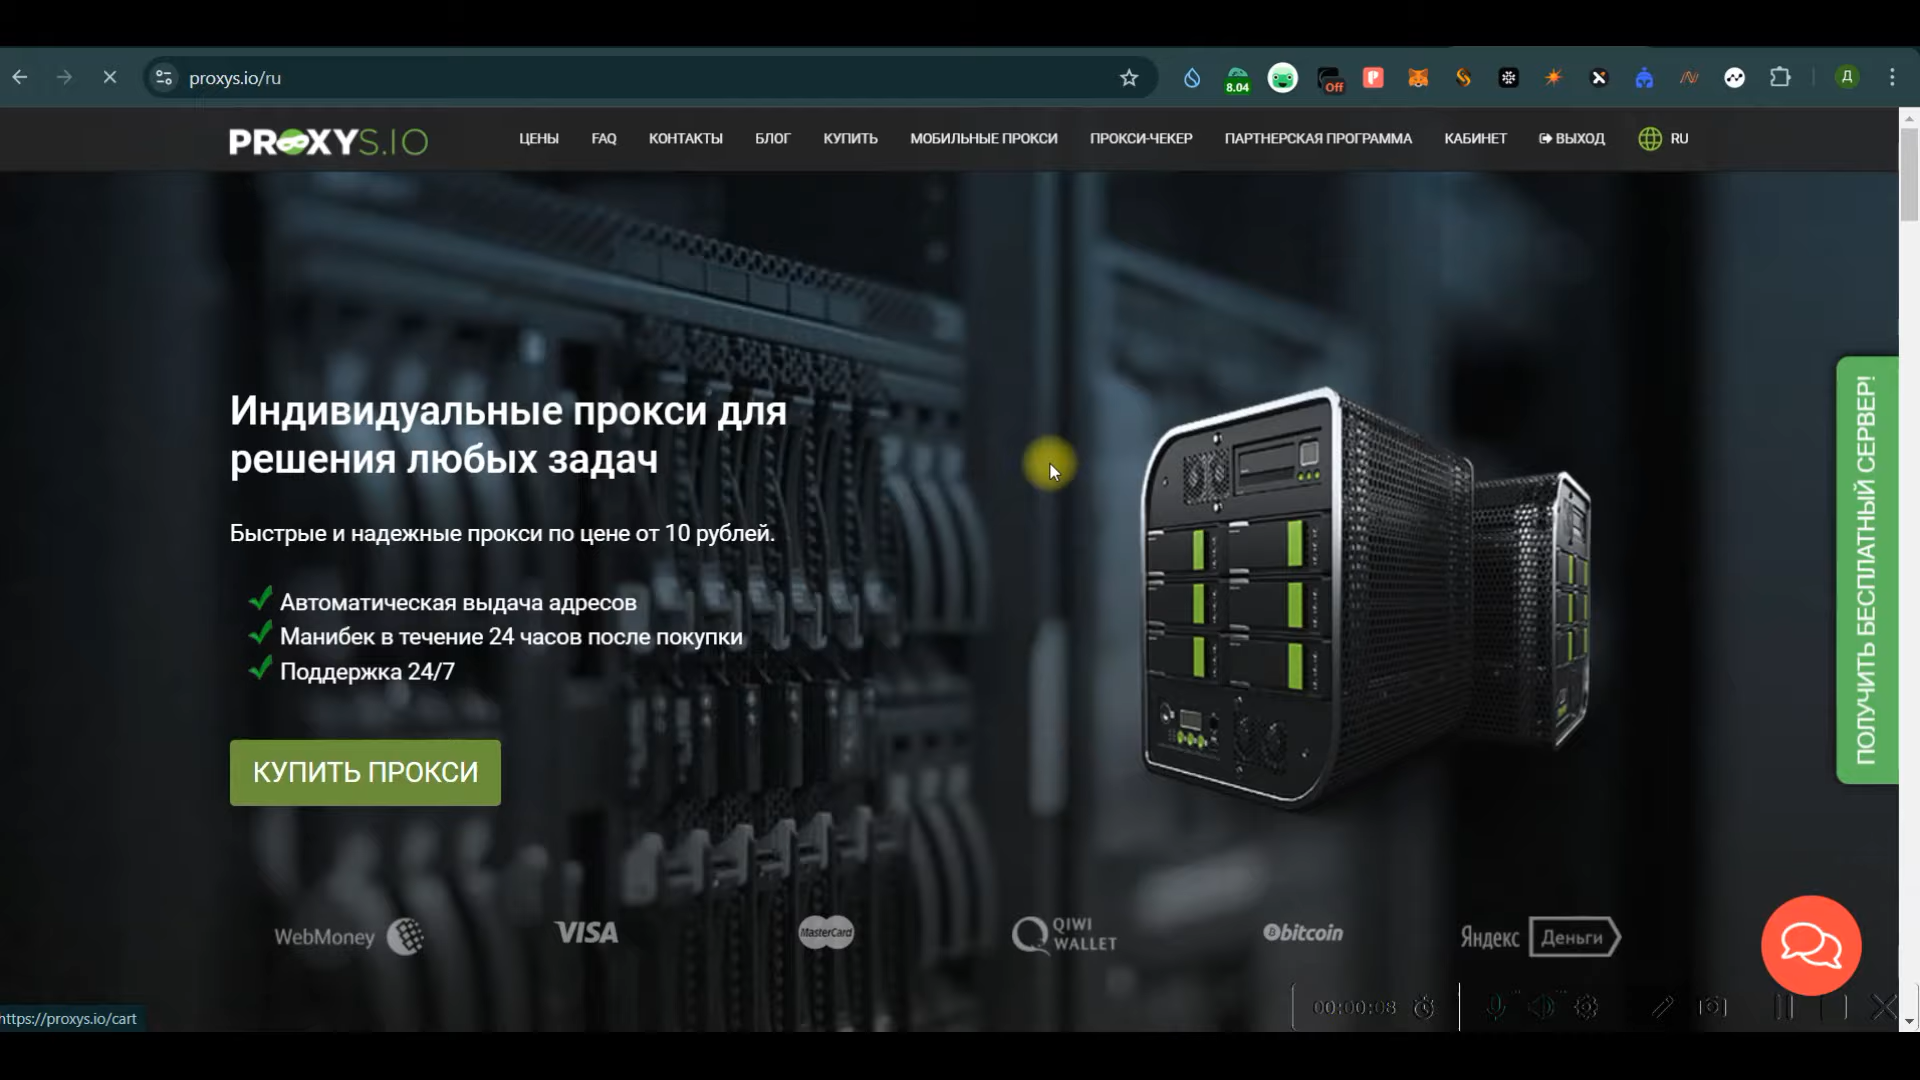 proxys.io/ru
8.04
Off
Д
PROXYS.IO
ЦЕНЫ
FAQ
КОНТАКТЫ
БЛОГ
КУПИТЬ
МОБИЛЬНЫЕ ПРОКСИ
ПРОКСИ-ЧЕКЕР
ПАРТНЕРСКАЯ ПРОГРАММА
КАБИНЕТ
ВЫХОД
RU
Индивидуальные прокси для
решения любых задач
Быстрые и надежные прокси по цене от 10 рублей.
Автоматическая выдача адресов
Манибек в течение 24 часов после покупки
Поддержка 24/7
КУПИТЬ ПРОКСИ
ПОЛУЧИТЬ БЕСПЛАТНЫЙ СЕРВЕР!
WebMoney
VISA
MasterCard
QIWI
WALLET
bitcoin
Яндекс Деньги
00:00:08
https://proxys.io/cart